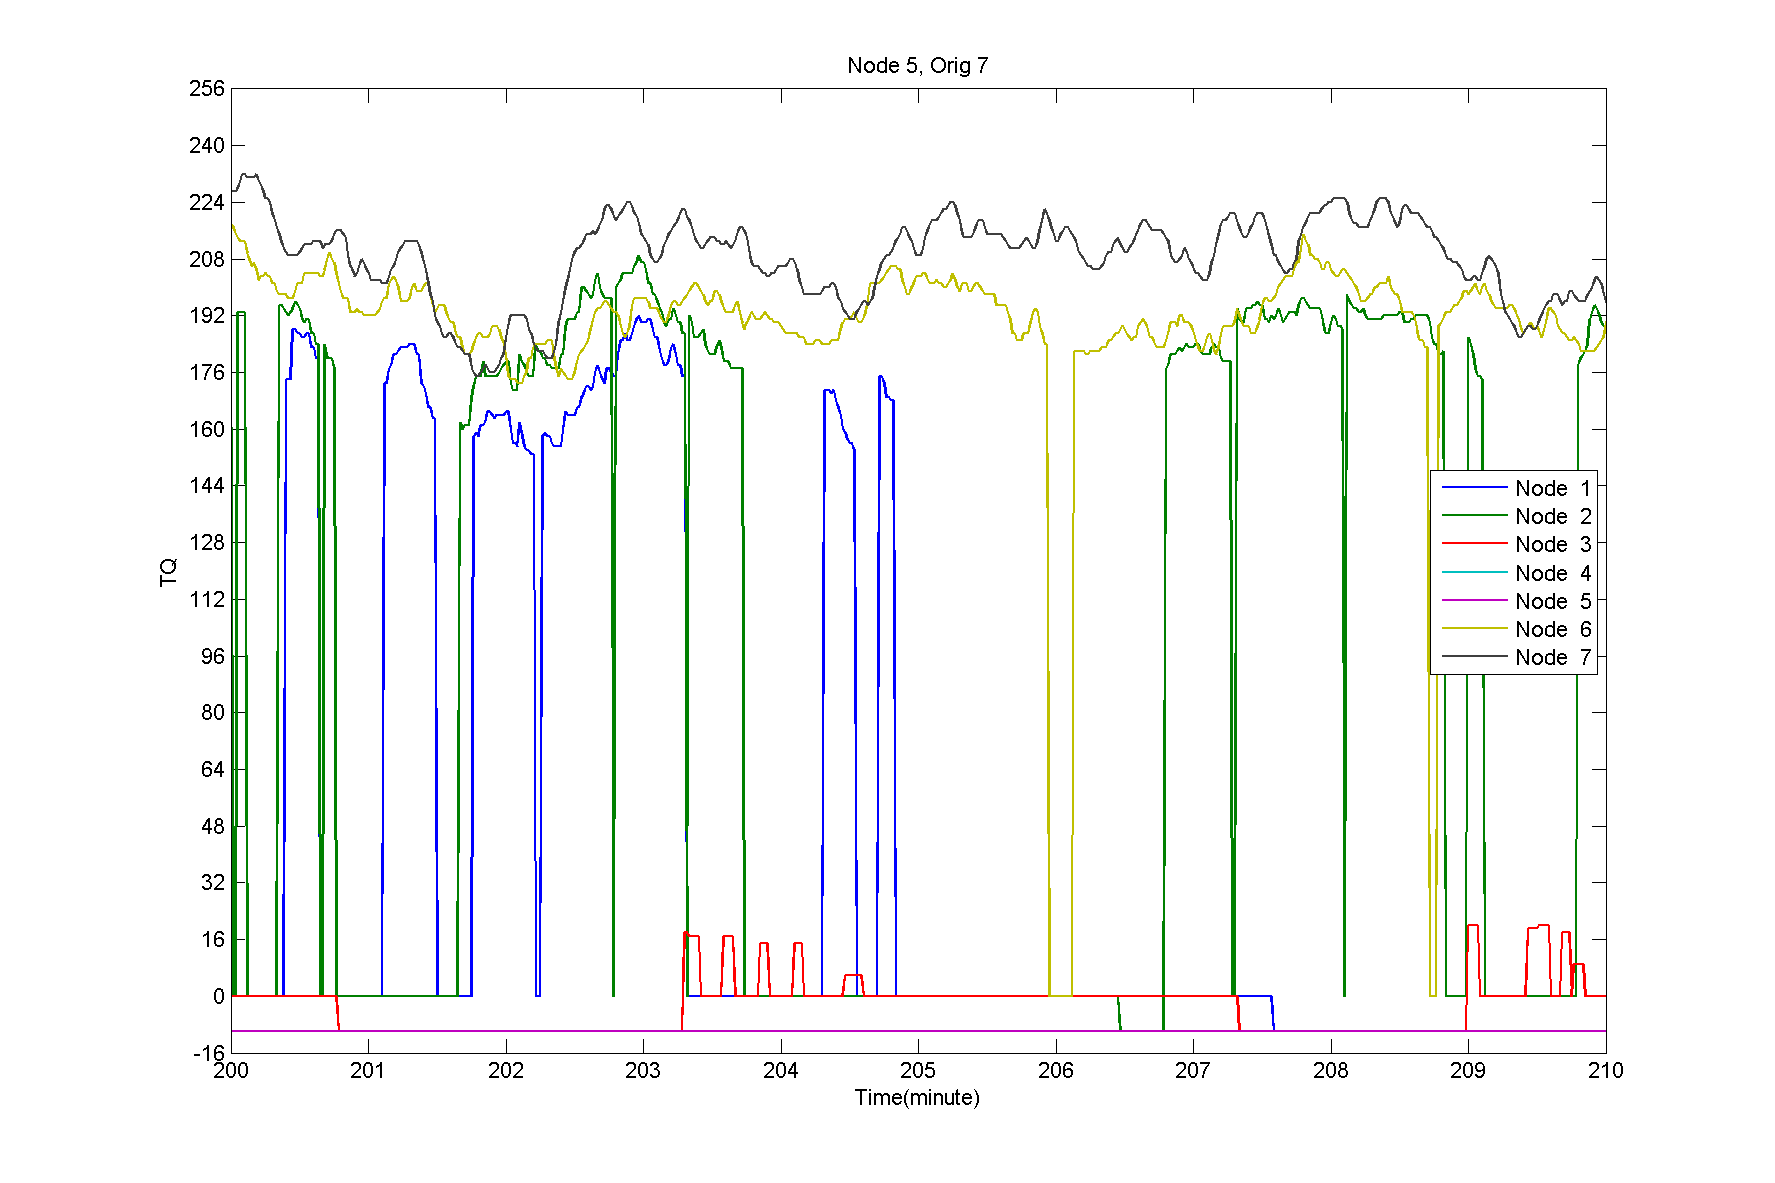 Node 5, Orig 7
256
240
224
208
192
176
160
144
128
112
96
80
64
48
32
16
0
-16
TQ
Node 1
Node 2
Node 3
Node 4
Node 5
Node 6
Node 7
200 201 202 203 204 205 206 207 208 209 210
Time(minute)